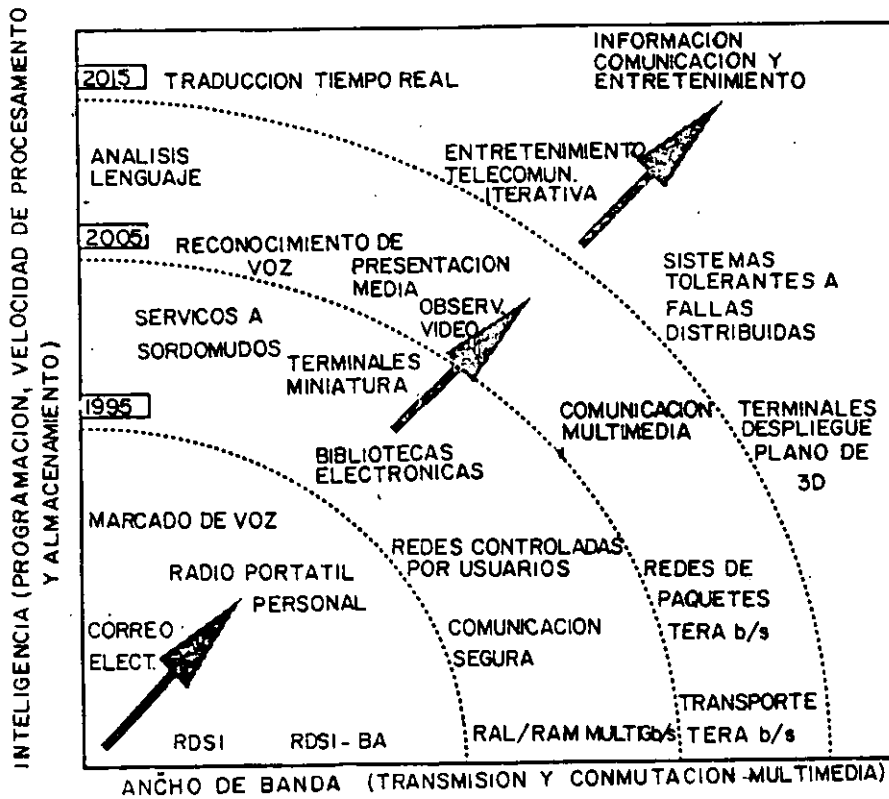 INTELIGENCIA (PROGRAMACION, VELOCIDAD DE PROCESAMIENTO
Y ALMACENAMIENTO)
INFORMACION
COMUNICACION Y
ENTRETENIMIENTO
2015
TRADUCCION TIEMPO REAL
ANALISIS
LENGUAJE
ENTRETENIMIENTO
TELECOMUN.
ITERATIVA
2005
RECONOCIMIENTO DE
VOZ
PRESENTACION
MEDIA
OBSERV.
VIDEO
SISTEMAS
TOLERANTES A
FALLAS
DISTRIBUIDAS
SERVICOS A
SORDOMUDOS
TERMINALES
MINIATURA
1995
BIBLIOTECAS
ELECTRONICAS
COMUNICACION
MULTIMEDIA
TERMINALES
DESPLIEGUE
PLANO DE
3D
MARCADO DE VOZ
RADIO PORTATIL
PERSONAL
REDES CONTROLADAS
POR USUARIOS
REDES DE
PAQUETES
TERA b/s
CORREO
ELECT.
COMUNICACION
SEGURA
RDSI
RDSI-BA
RAL/RAM MULTIGb/s
TRANSPORTE
TERA b/s
ANCHO DE BANDA (TRANSMISION Y CONMUTACION-MULTIMEDIA)